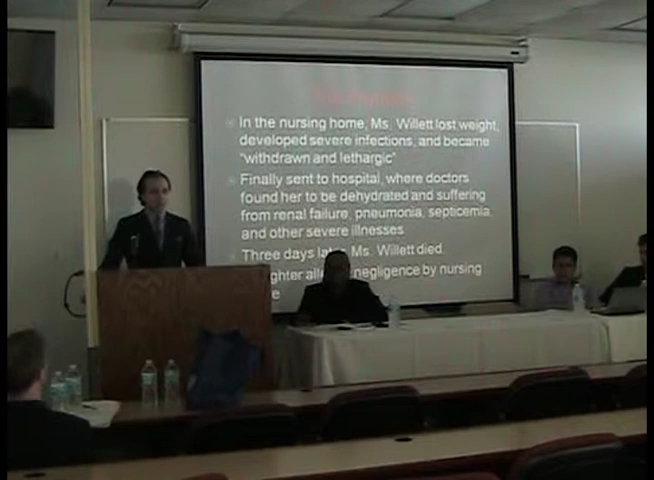 In the nursing home, Ms. Willett lost weight,
developed severe infections, and became
"withdrawn and lethargic"
Finally sent to hospital, where doctors
found her to be dehydrated and suffering
from renal failure, pneumonia, septicemia,
and other severe illnesses
Three days later Ms. Willett died.
negligence by nursing